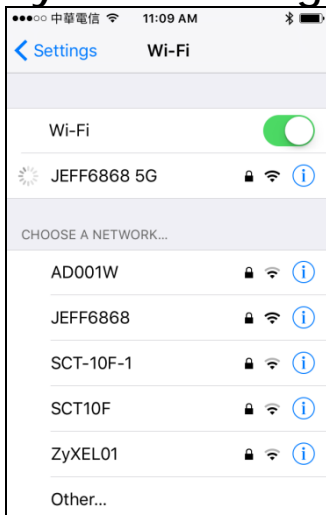 中華電信 11:09 AM
Settings Wi-Fi
Wi-Fi
JEFF6868 5G
CHOOSE A NETWORK...
AD001W
JEFF6868
SCT-10F-1
SCT10F
ZyXEL01
Other...